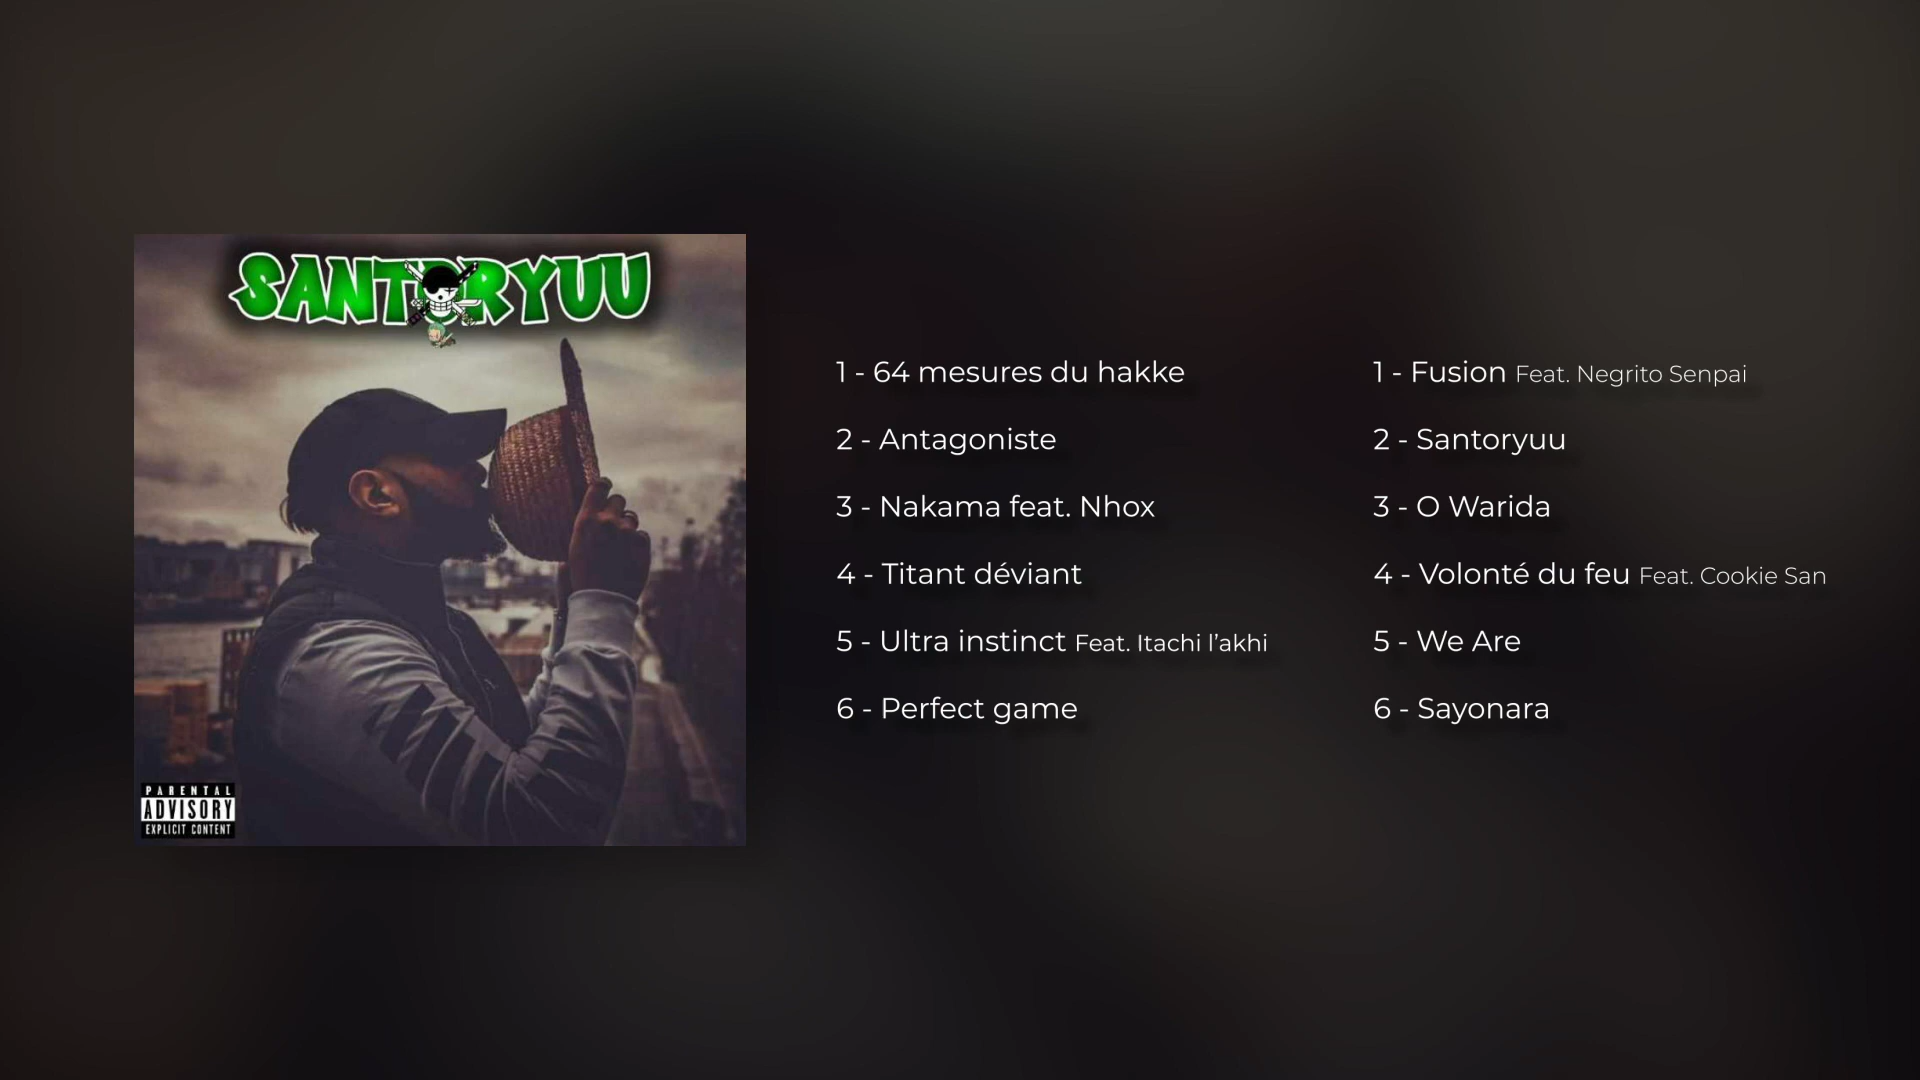 SANTORYUU
PARENTAL
ADVISORY
EXPLICIT CONTENT
1 - 64 mesures du hakke
2 - Antagoniste
3 - Nakama feat. Nhox
4 - Titant déviant
5 - Ultra instinct Feat. Itachi l’akhi
6 - Perfect game
1 - Fusion Feat. Negrito Senpai
2 - Santoryuu
3 - O Warida
4 - Volonté du feu Feat. Cookie San
5 - We Are
6 - Sayonara